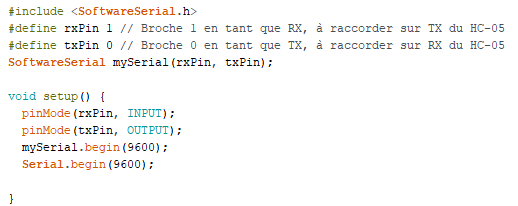 #include <SoftwareSerial.h>
#define rxPin 1 // Broche 1 en tant que RX, à raccorder sur TX du HC-05
#define txPin 0 // Broche 0 en tant que TX, à raccorder sur RX du HC-05
SoftwareSerial mySerial(rxPin, txPin);

void setup() {
  pinMode(rxPin, INPUT);
  pinMode(txPin, OUTPUT);
  mySerial.begin(9600);
  Serial.begin(9600);

}